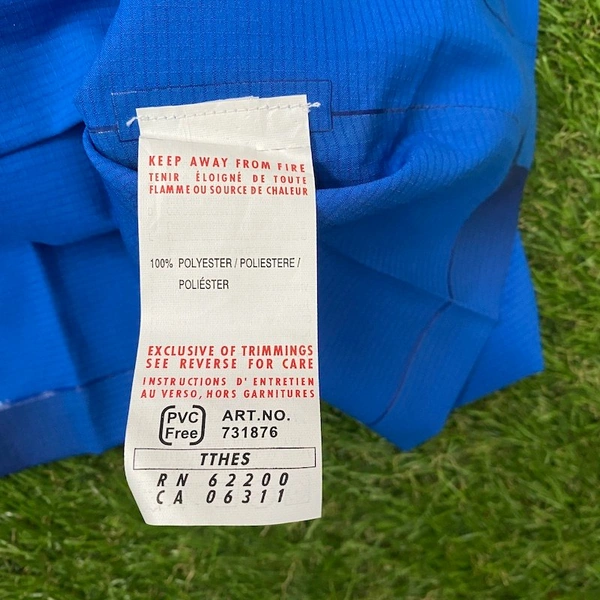 KEEP AWAY FROM FIRE
TENIR ÉLOIGNÉ DE TOUTE
FLAMME OU SOURCE DE CHALEUR
100% POLYESTER / POLIESTERE /
POLIÉSTER
EXCLUSIVE OF TRIMMINGS
SEE REVERSE FOR CARE
INSTRUCTIONS D' ENTRETIEN
AU VERSO, HORS GARNITURES
PVC
Free
ART.NO.
731876
TTHES
RN 62200
CA 06311